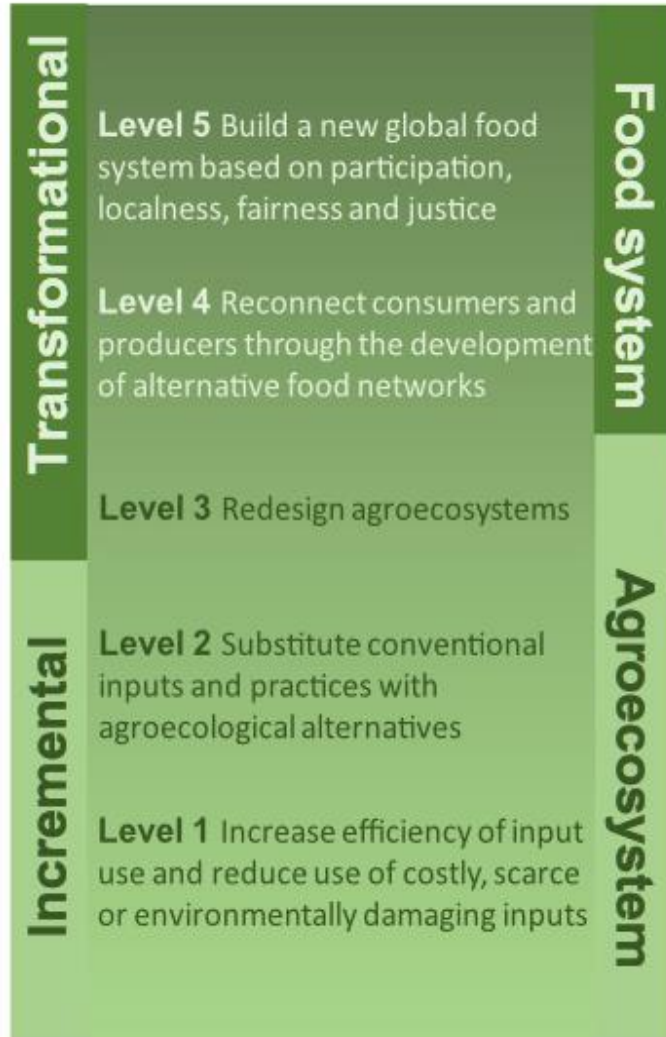 Transformational
Incremental
Level 5 Build a new global food
system based on participation,
localness, fairness and justice
Level 4 Reconnect consumers and
producers through the development
of alternative food networks
Level 3 Redesign agroecosystems
Level 2 Substitute conventional
inputs and practices with
agroecological alternatives
Level 1 Increase efficiency of input
use and reduce use of costly, scarce
or environmentally damaging inputs
Food system
Agroecosystem